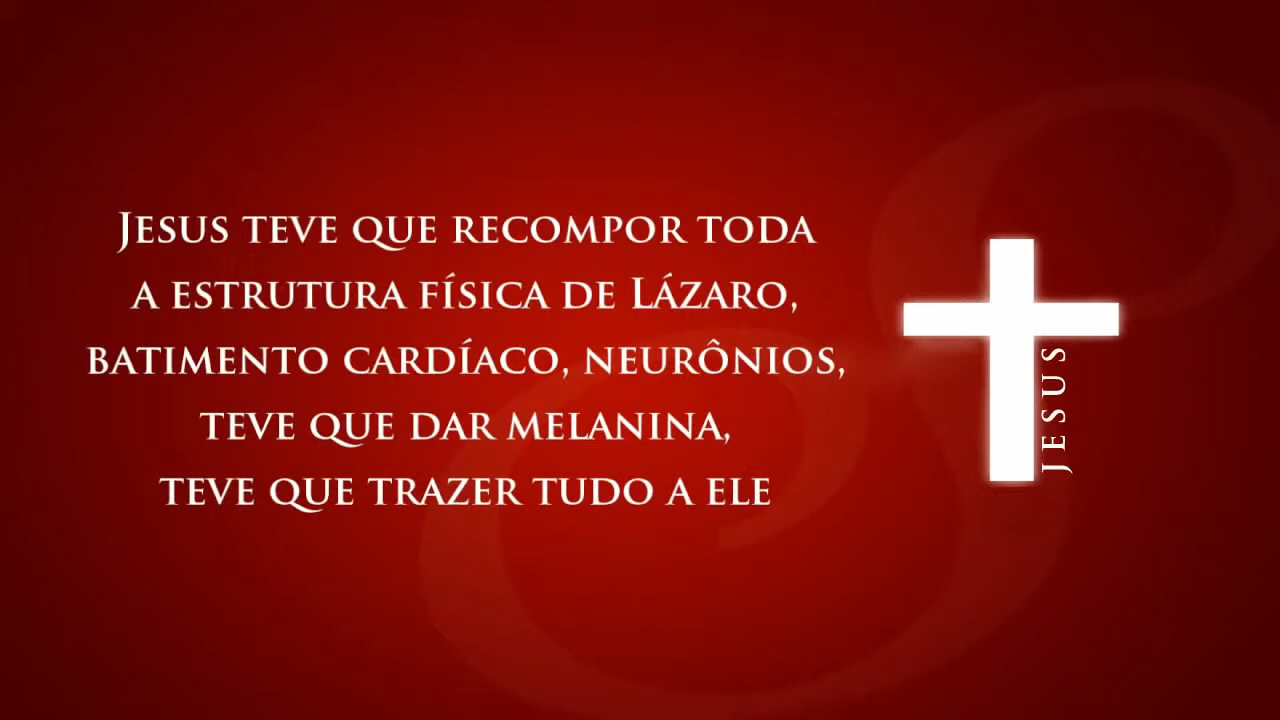 Jesus teve que recompor toda
a estrutura física de Lázaro,
batimento cardíaco, neurônios,
teve que dar melanina,
teve que trazer tudo a ele
JESUS